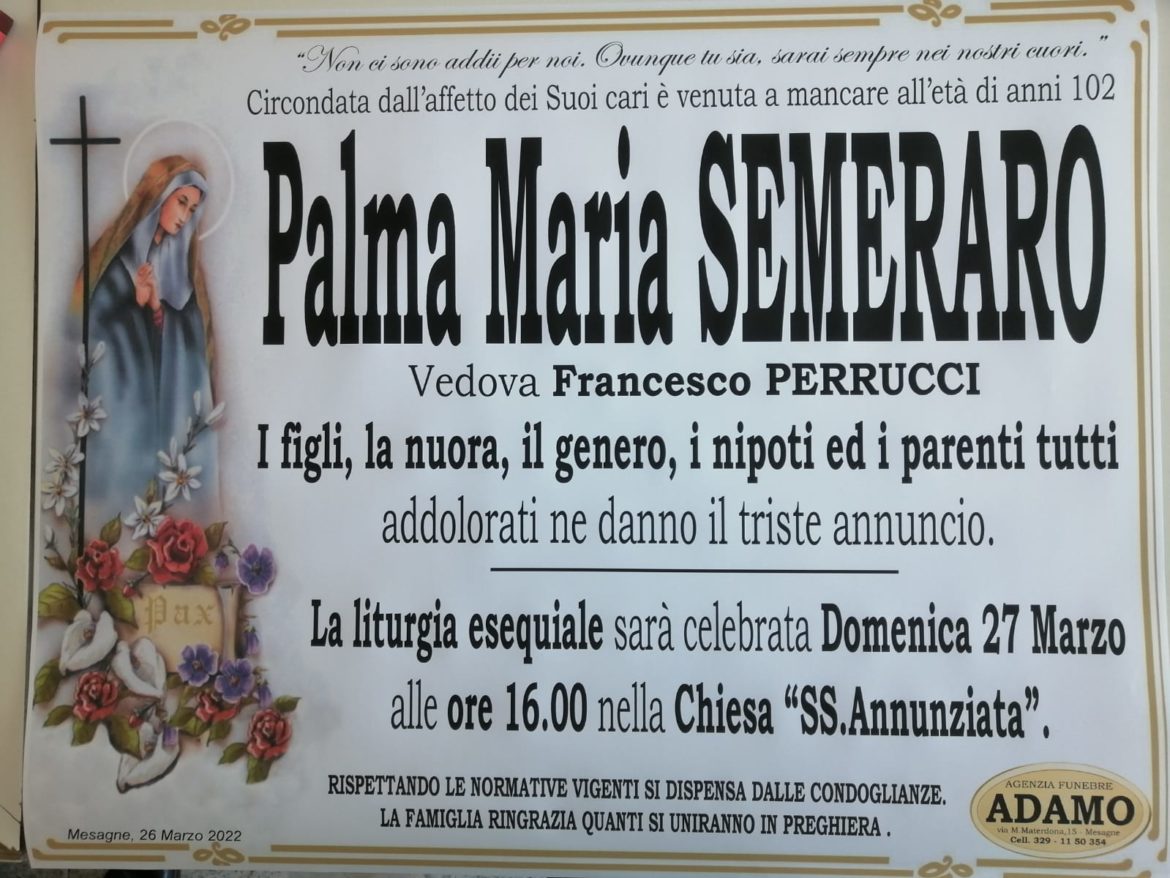 “Non ci sono addii per noi. Ovunque tu sia, sarai sempre nei nostri cuori.”
Circondata dall'affetto dei Suoi cari è venuta a mancare all'età di anni 102
Palma Maria SEMERARO
Vedova Francesco PERRUCCI
I figli, la nuora, il genero, i nipoti ed i parenti tutti
addolorati ne danno il triste annuncio.
Pax
La liturgia esequiale sarà celebrata Domenica 27 Marzo
alle ore 16.00 nella Chiesa “SS.Annunziata”.
RISPETTANDO LE NORMATIVE VIGENTI SI DISPENSA DALLE CONDOGLIANZE.
LA FAMIGLIA RINGRAZIA QUANTI SI UNIRANNO IN PREGHIERA .
Mesagne, 26 Marzo 2022
AGENZIA FUNEBRE
ADAMO
via M.Materdona,15 - Mesagne
Cell. 329 - 11 50 354